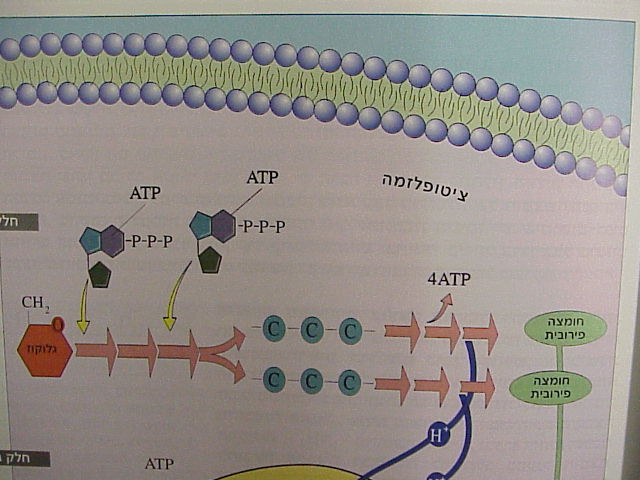 ATP
ATP
ציטופלזמה
-P-P-P
-P-P-P
4ATP
CH2
O
גלוקוז
C C C
חומצה
פירובית
C C C
חומצה
פירובית
H+
ATP